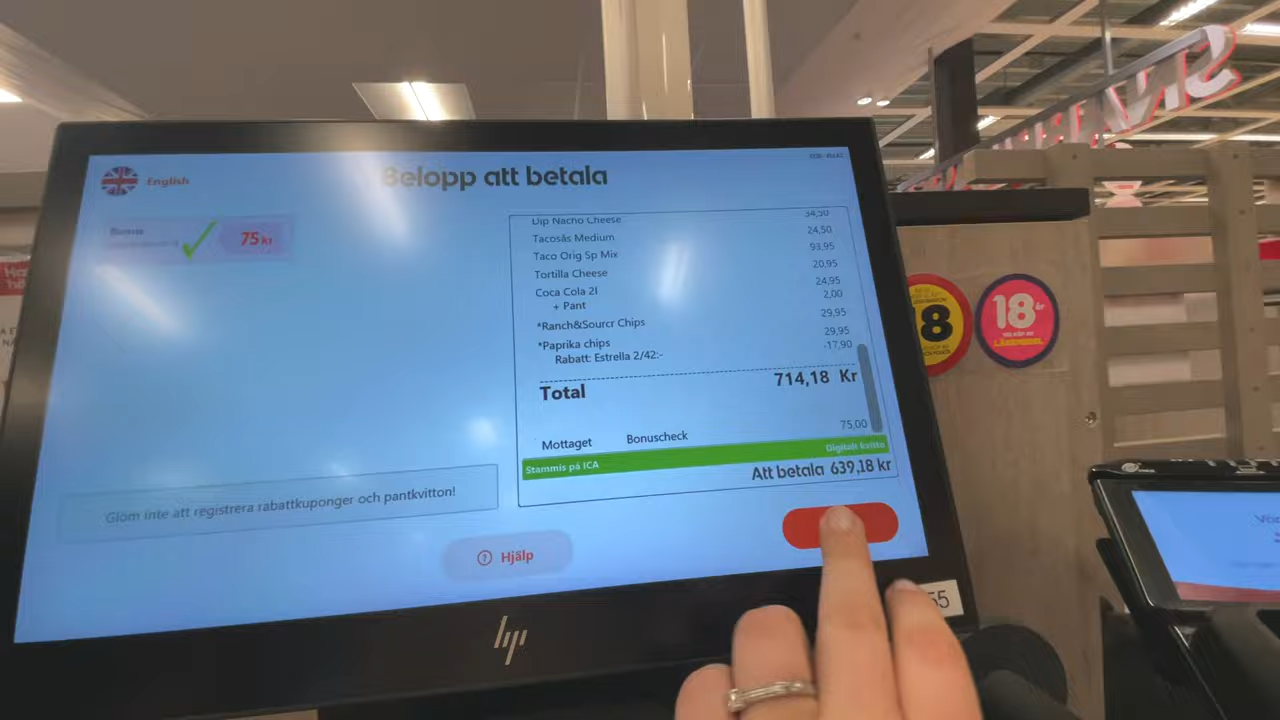 English
Belopp att betala
Bonus
75 kr
Dip Nacho Cheese 34,50
Tacosås Medium 24,50
Taco Orig Sp Mix 93,95
Tortilla Cheese 20,95
Coca Cola 2l 24,95
+ Pant 2,00
*Ranch&Sourcr Chips 29,95
*Paprika chips 29,95
Rabatt: Estrella 2/42:- -17,90
Total 714,18 Kr
Mottaget Bonuscheck 75,00
Stammis på ICA Digitalt kvitto
Att betala 639,18 kr
Glöm inte att registrera rabattkuponger och pantkvitton!
Hjälp
hp
55
8
18 år
LÄKEMEDEL